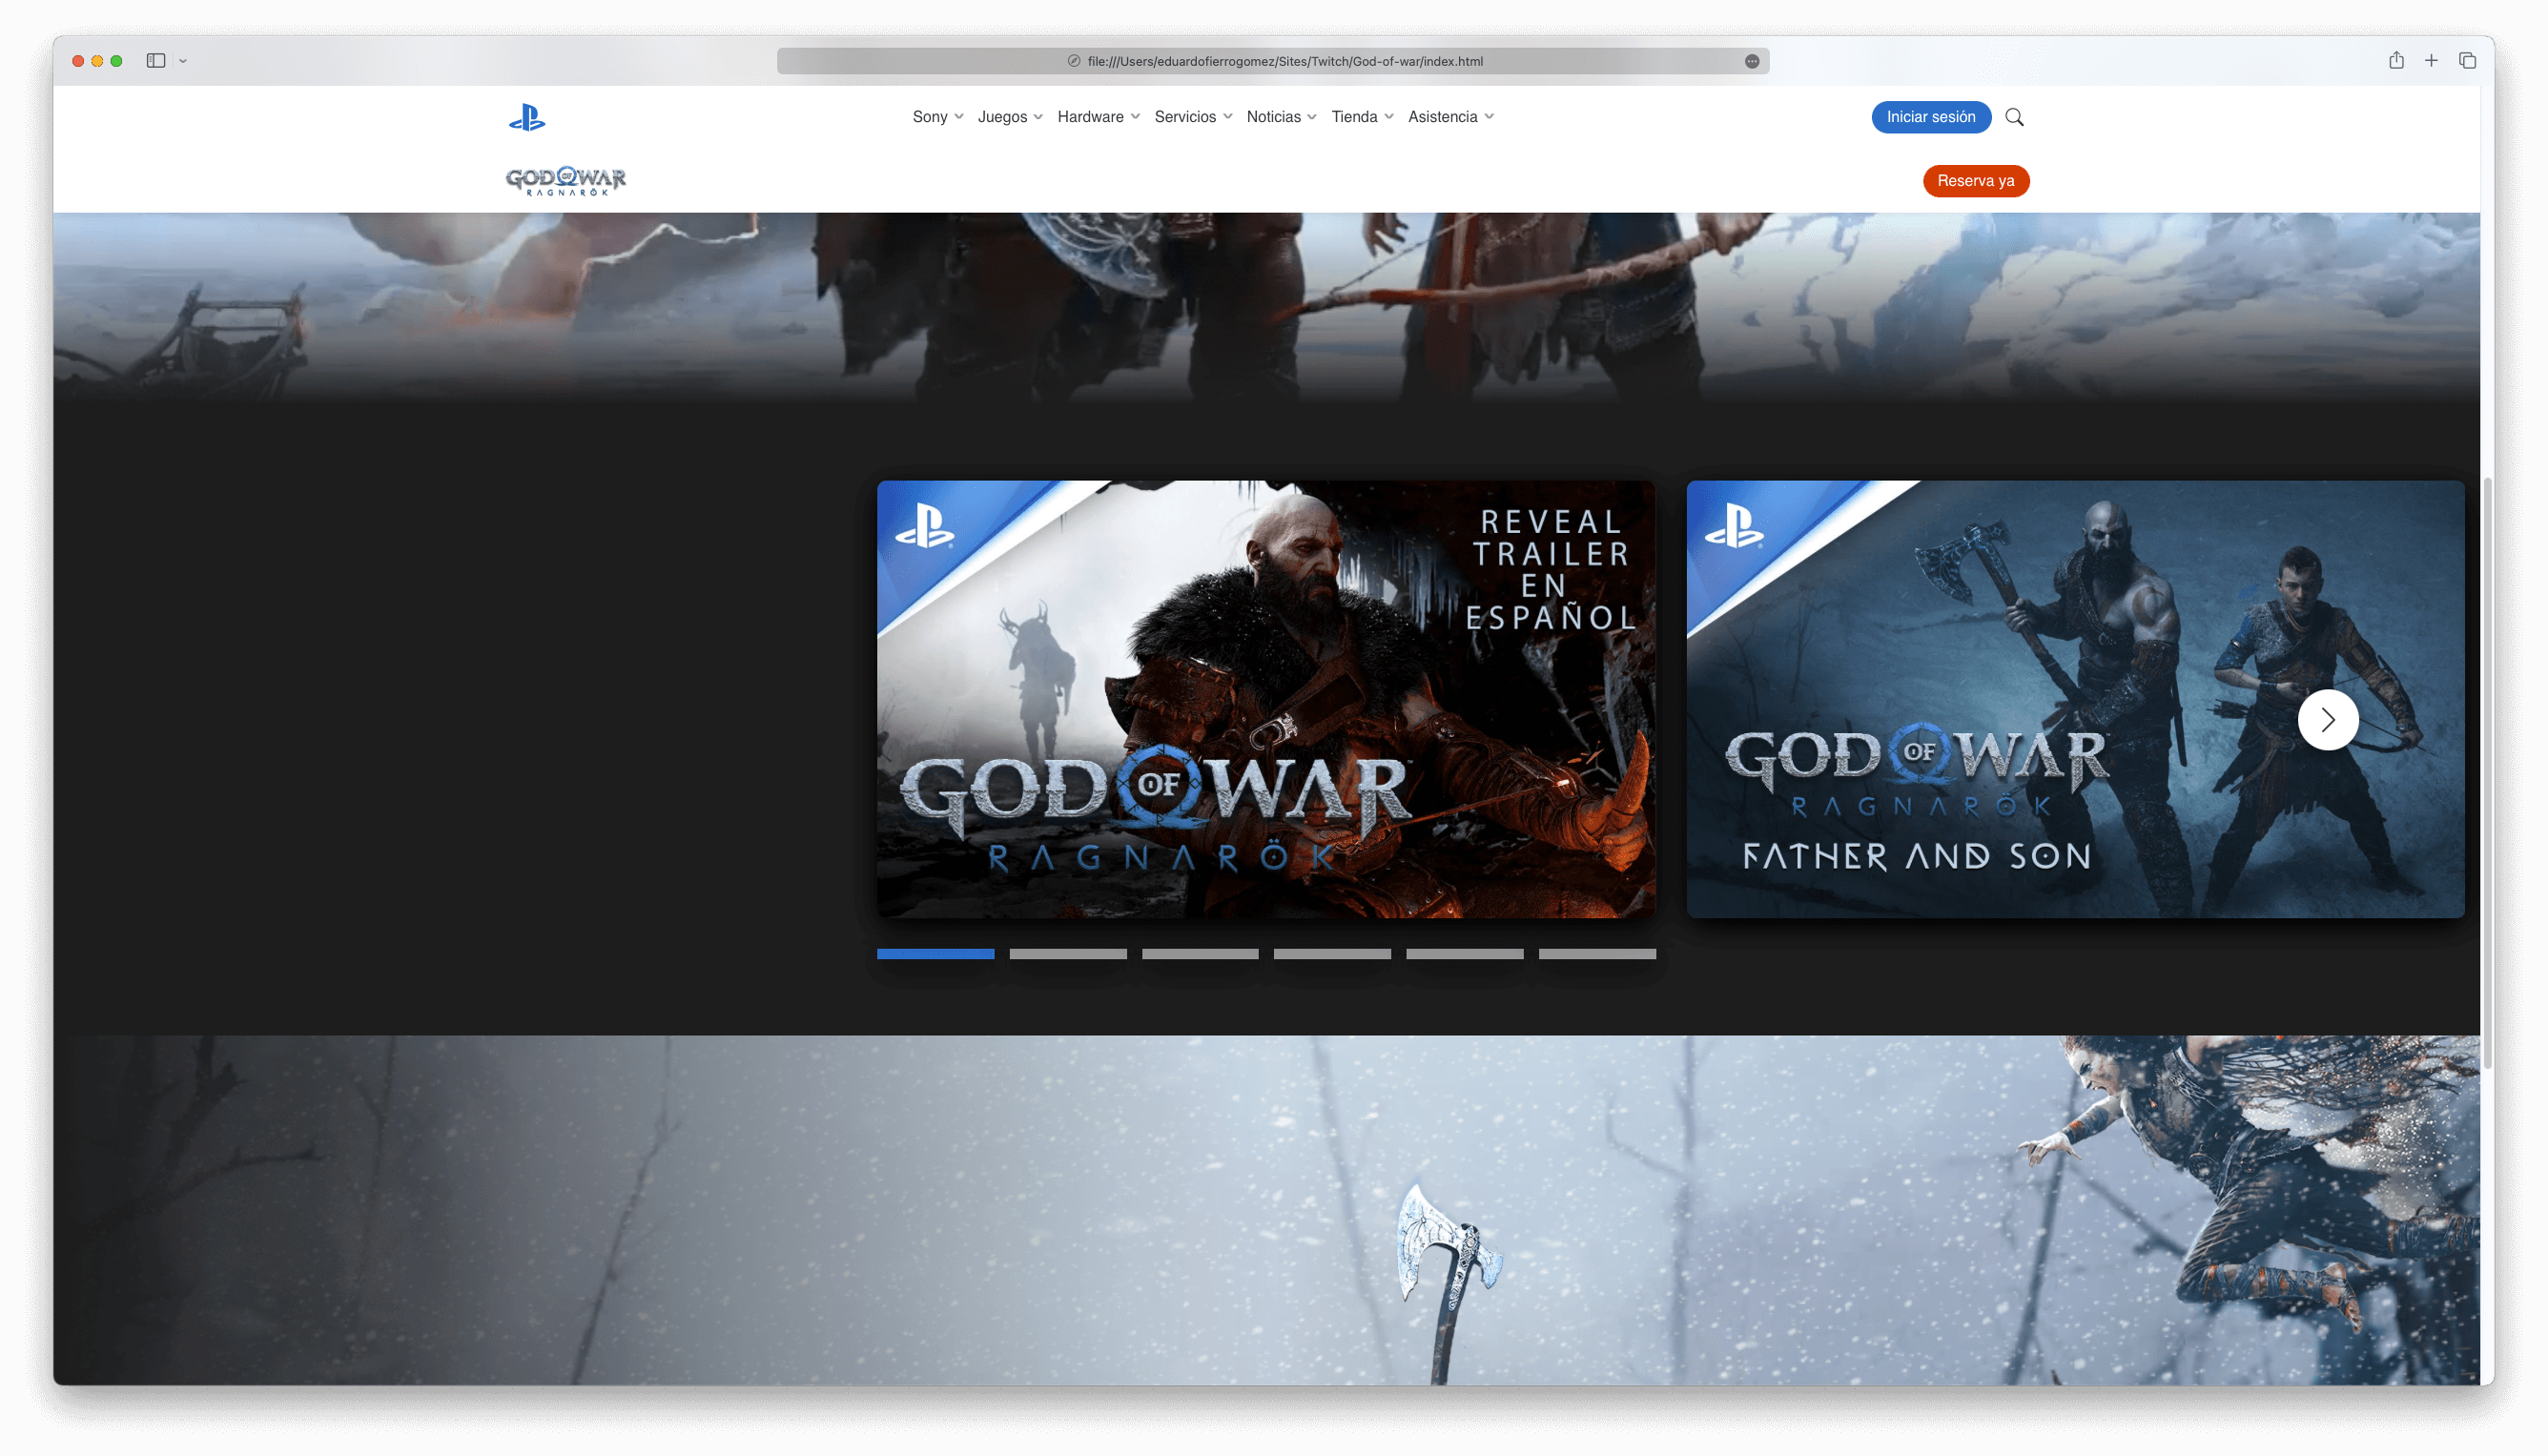 file:///Users/eduardofierrogomez/Sites/Twitch/God-of-war/index.html
Sony Juegos Hardware Servicios Noticias Tienda Asistencia
Iniciar sesión
GOD OF WAR
RAGNARÖK
Reserva ya
REVEAL
TRAILER
EN
ESPAÑOL
GOD OF WAR
RAGNARÖK
GOD OF WAR
RAGNARÖK
FATHER AND SON